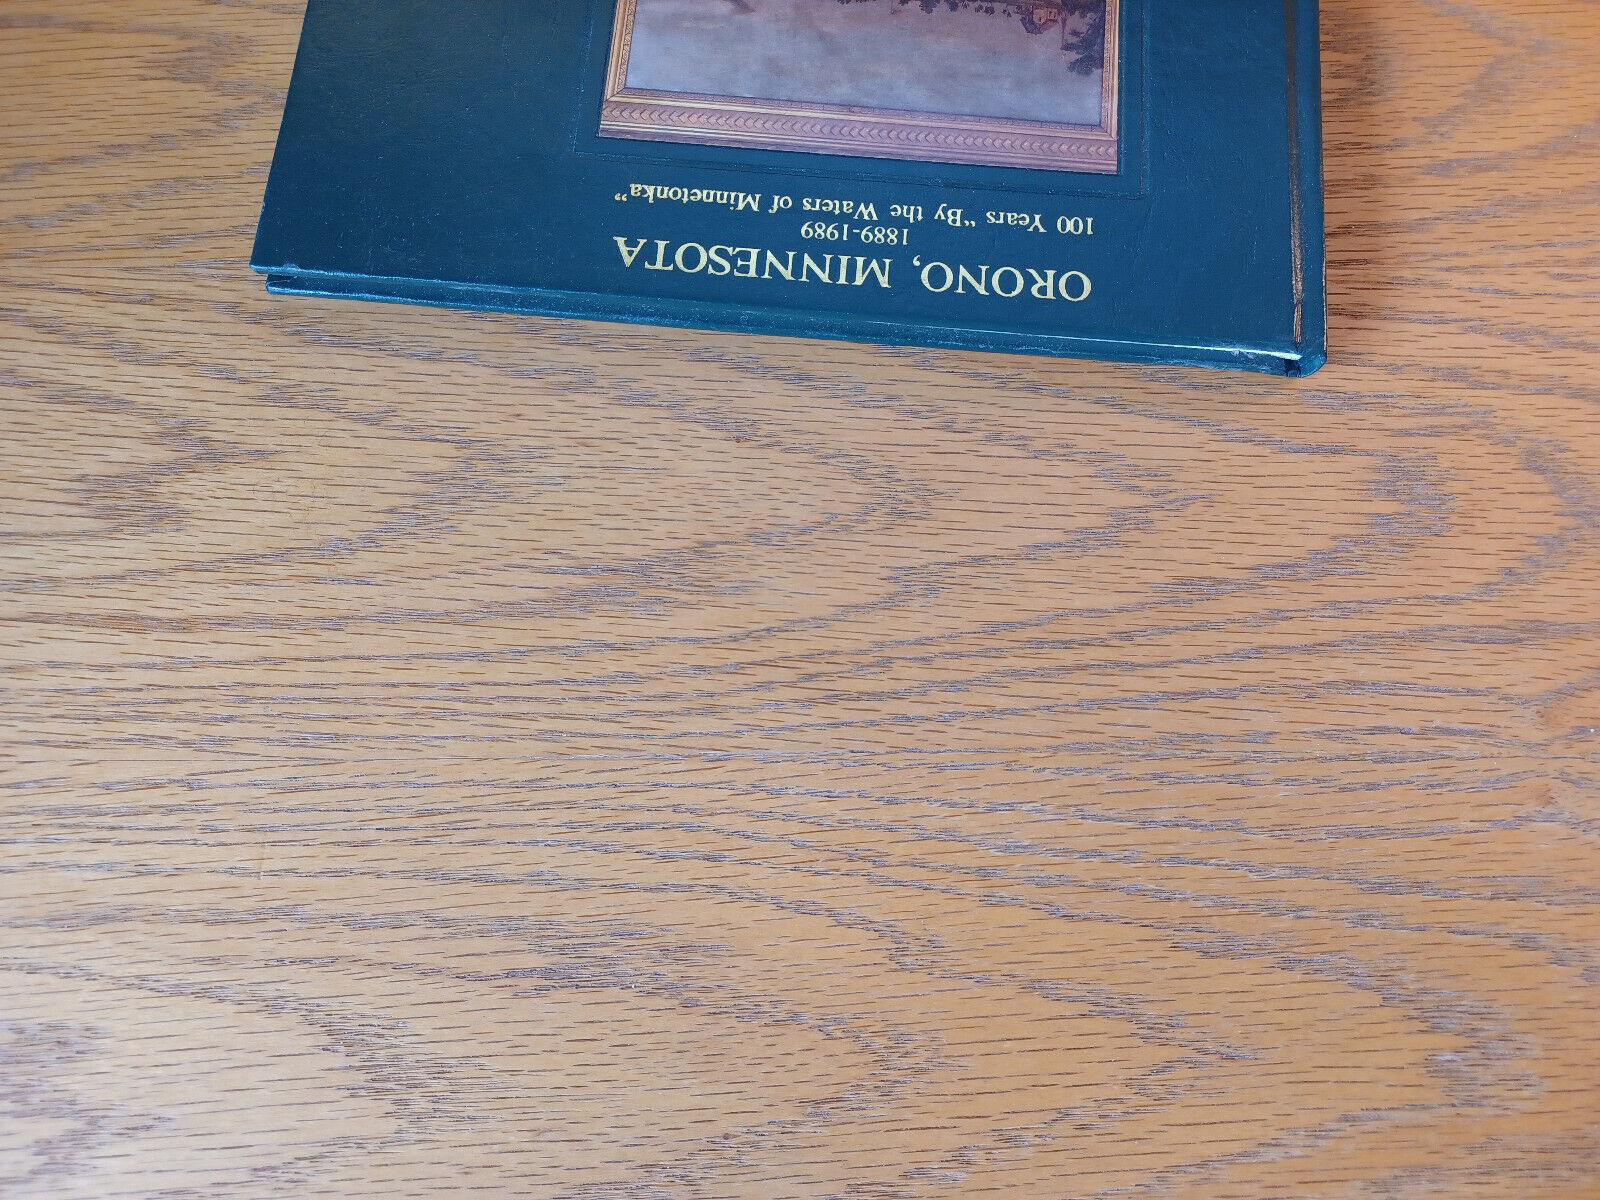 ORONO, MINNESOTA
1889-1989
100 Years "By the Waters of Minnetonka"